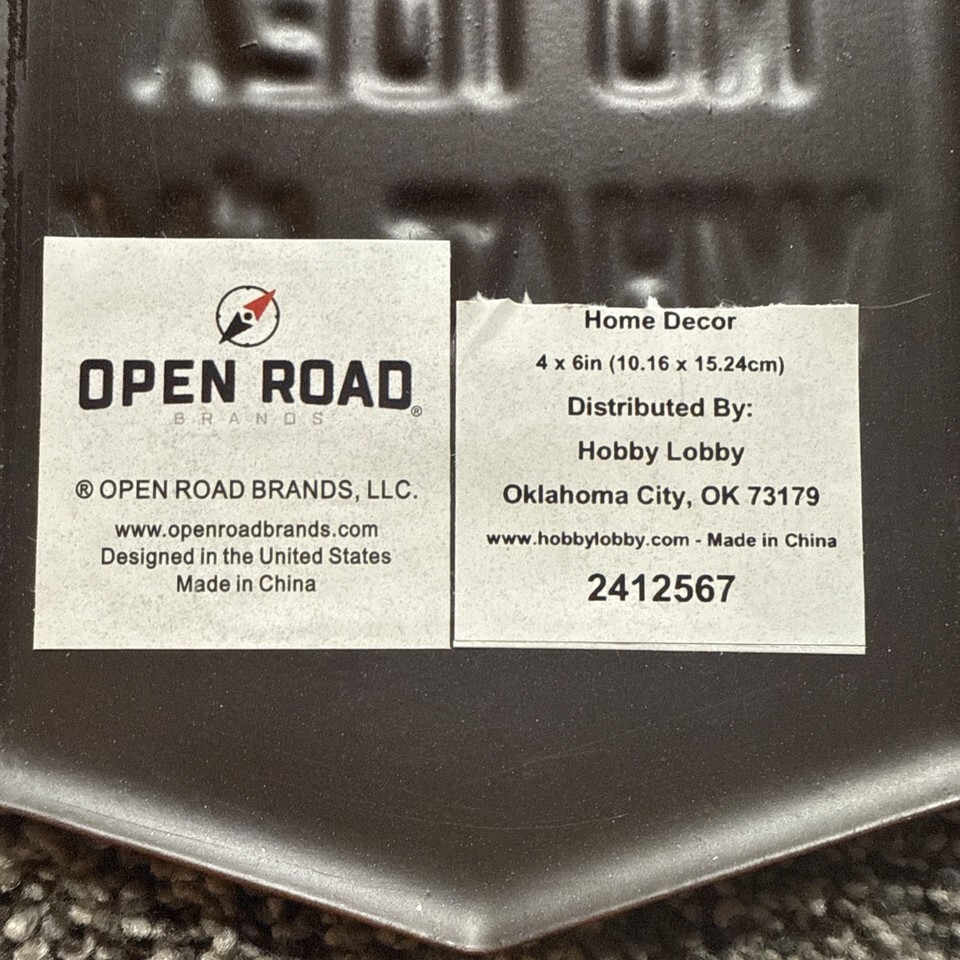 OPEN ROAD®
BRANDS
® OPEN ROAD BRANDS, LLC.
www.openroadbrands.com
Designed in the United States
Made in China
Home Decor
4 x 6in (10.16 x 15.24cm)
Distributed By:
Hobby Lobby
Oklahoma City, OK 73179
www.hobbylobby.com - Made in China
2412567